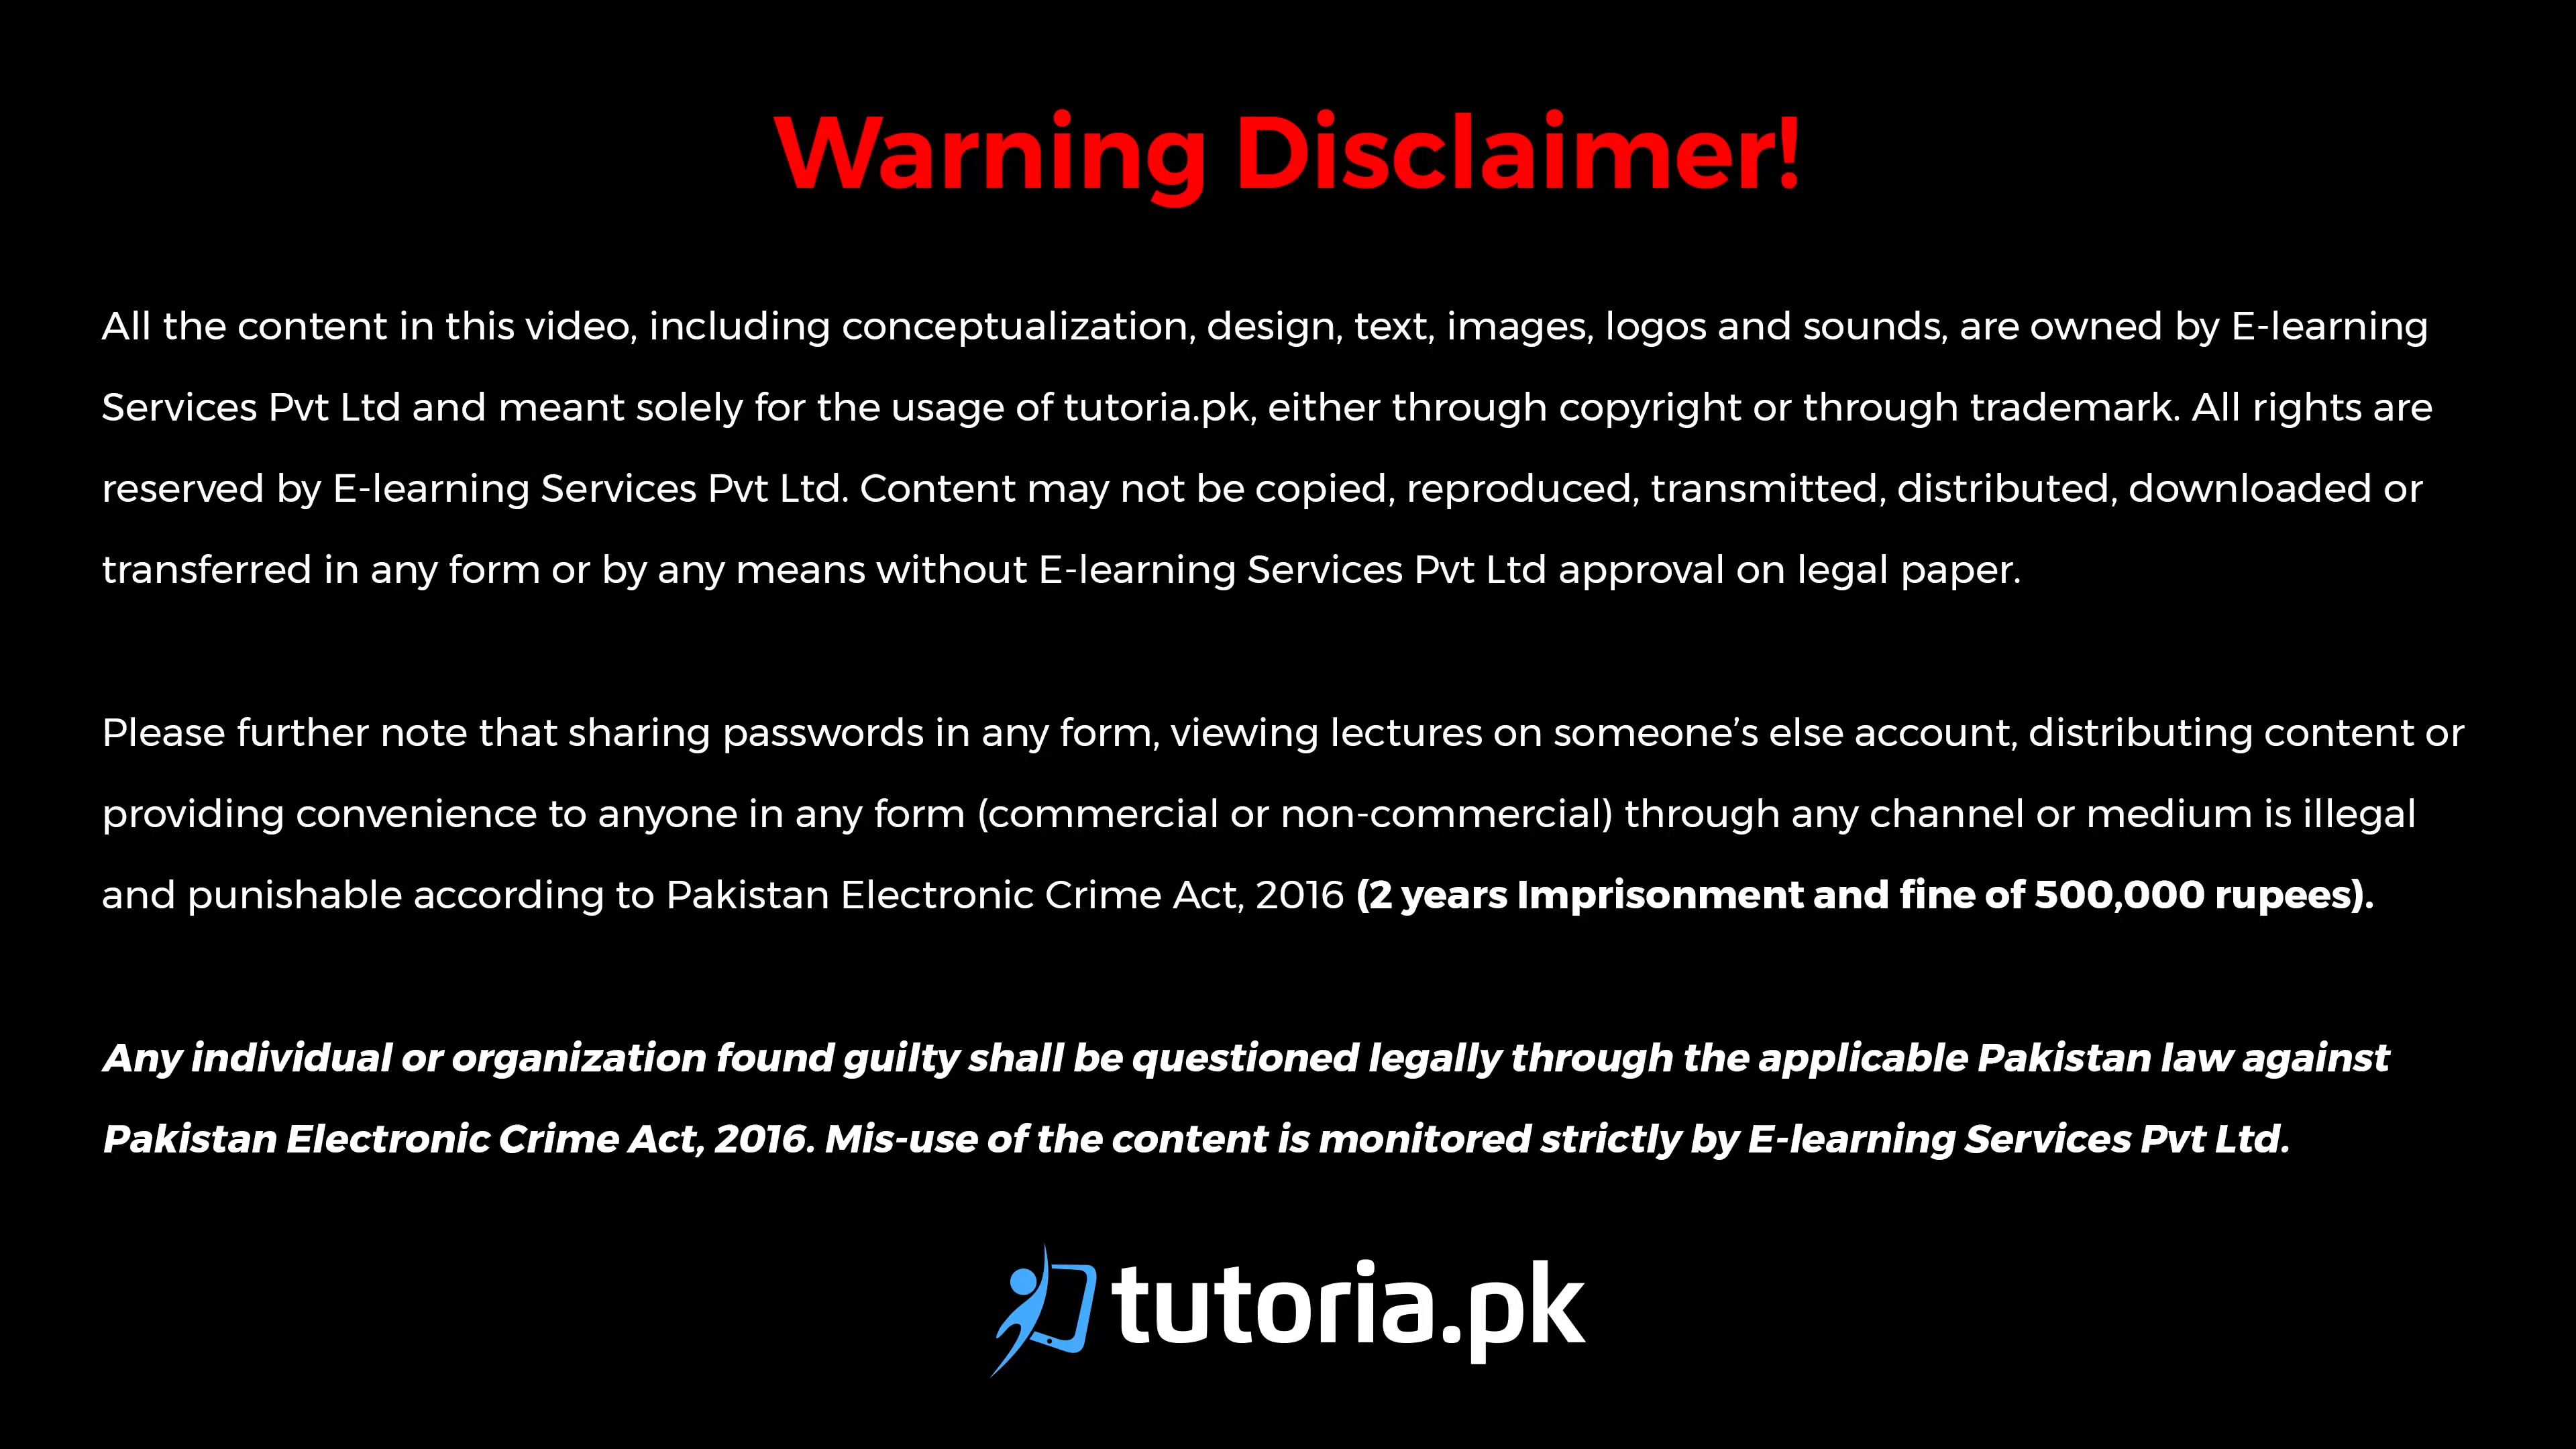 Warning Disclaimer!
All the content in this video, including conceptualization, design, text, images, logos and sounds, are owned by E-learning
Services Pvt Ltd and meant solely for the usage of tutoria.pk, either through copyright or through trademark. All rights are
reserved by E-learning Services Pvt Ltd. Content may not be copied, reproduced, transmitted, distributed, downloaded or
transferred in any form or by any means without E-learning Services Pvt Ltd approval on legal paper.
Please further note that sharing passwords in any form, viewing lectures on someone’s else account, distributing content or
providing convenience to anyone in any form (commercial or non-commercial) through any channel or medium is illegal
and punishable according to Pakistan Electronic Crime Act, 2016 (2 years Imprisonment and fine of 500,000 rupees).
Any individual or organization found guilty shall be questioned legally through the applicable Pakistan law against
Pakistan Electronic Crime Act, 2016. Mis-use of the content is monitored strictly by E-learning Services Pvt Ltd.
tutoria.pk